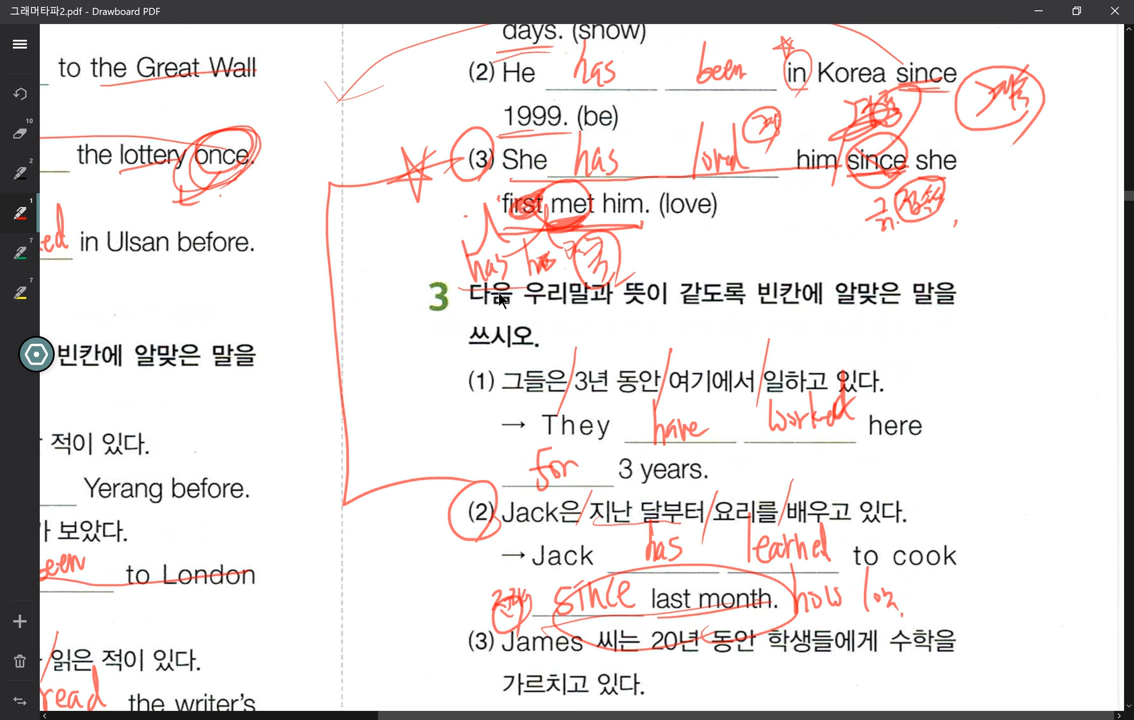 그래머타파2.pdf - Drawboard PDF
to the Great Wall
the lottery once.
ed in Ulsan before.
빈칸에 알맞은 말을
적이 있다.
Yerang before.
가 보았다.
been to London
읽은 적이 있다.
read the writer's
days. (snow)
(2) He has been in Korea since
1999. (be)
(3) She has loved him since she
first met him. (love)
has
3 다음 우리말과 뜻이 같도록 빈칸에 알맞은 말을
쓰시오.
(1) 그들은 3년 동안 여기에서 일하고 있다.
→ They have worked here
for 3 years.
(2) Jack은 지난 달부터 요리를 배우고 있다.
→ Jack has learned to cook
since last month. how long
(3) James 씨는 20년 동안 학생들에게 수학을
가르치고 있다.
10
2
1
7
7